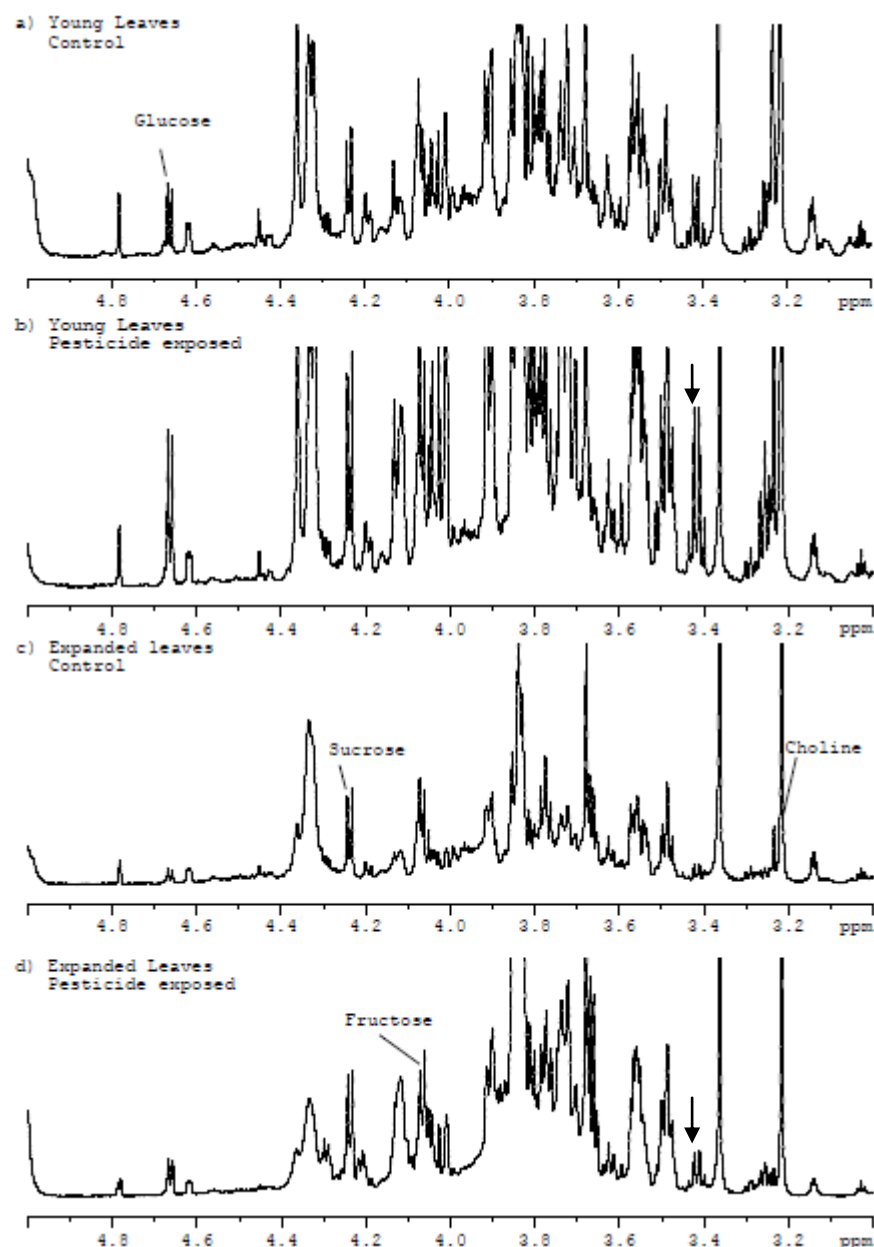 a) Young Leaves
Control
Glucose
4.8 4.6 4.4 4.2 4.0 3.8 3.6 3.4 3.2 ppm
b) Young Leaves
Pesticide exposed
4.8 4.6 4.4 4.2 4.0 3.8 3.6 3.4 3.2 ppm
c) Expanded leaves
Control
Sucrose
Choline
4.8 4.6 4.4 4.2 4.0 3.8 3.6 3.4 3.2 ppm
d) Expanded Leaves
Pesticide exposed
Fructose
4.8 4.6 4.4 4.2 4.0 3.8 3.6 3.4 3.2 ppm